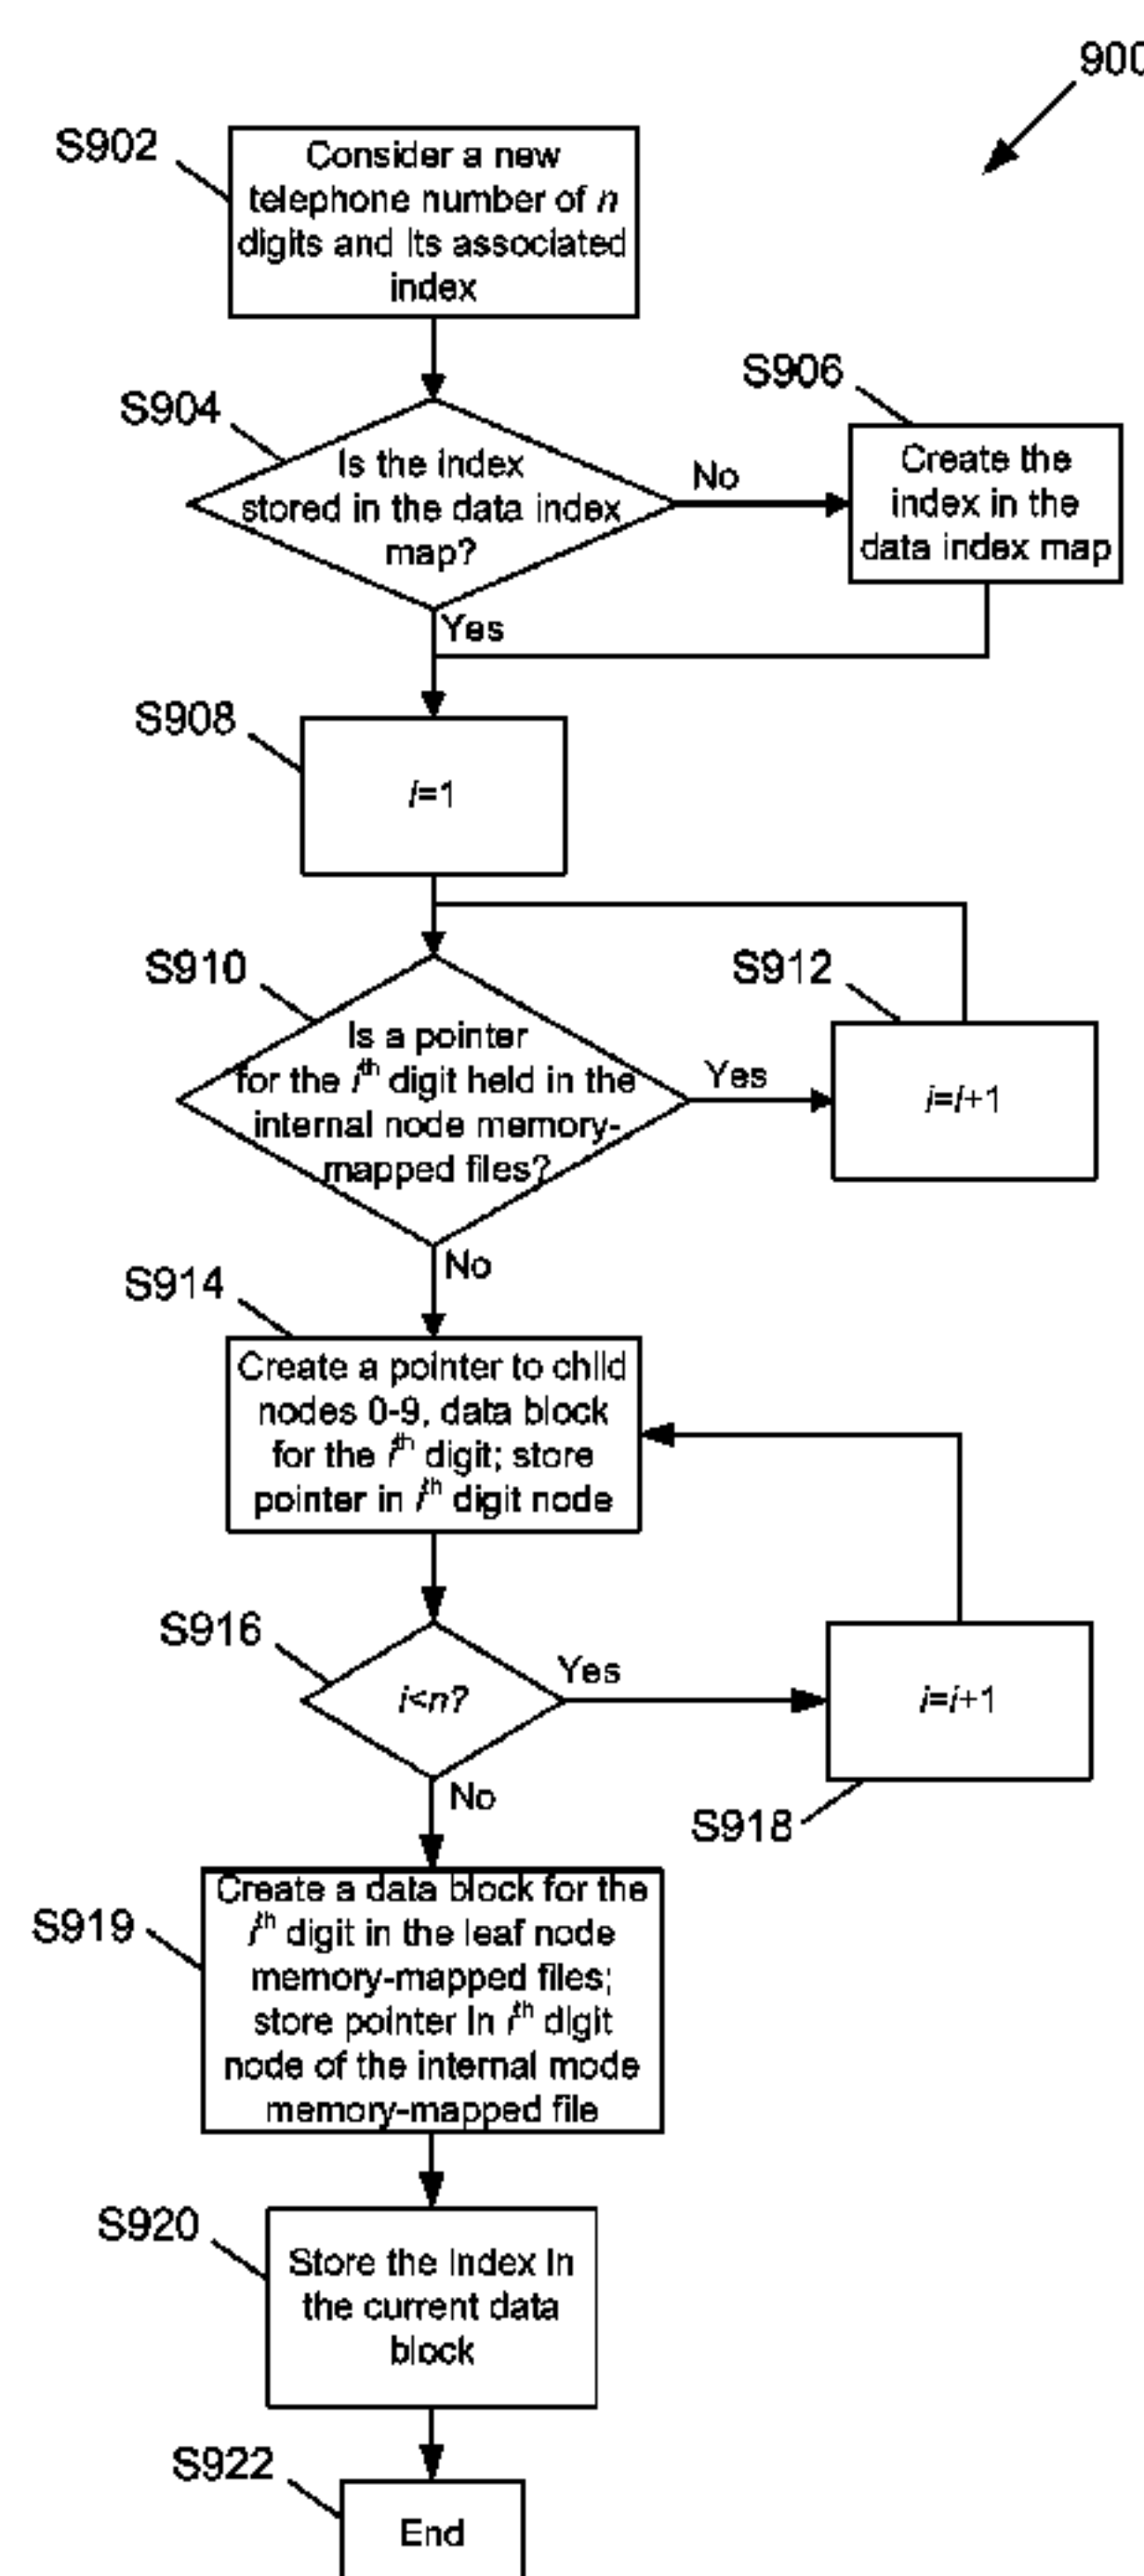 900
S902
Consider a new
telephone number of n
digits and its associated
index
S904
Is the index
stored in the data index
map?
No
S906
Create the
index in the
data index map
Yes
S908
i=1
S910
Is a pointer
for the i^th digit held in the
internal node memory-
mapped files?
Yes
S912
i=i+1
No
S914
Create a pointer to child
nodes 0-9, data block
for the i^th digit; store
pointer in i^th digit node
S916
i<n?
Yes
i=i+1
S918
No
S919
Create a data block for the
i^th digit in the leaf node
memory-mapped files;
store pointer in i^th digit
node of the internal mode
memory-mapped file
S920
Store the index in
the current data
block
S922
End